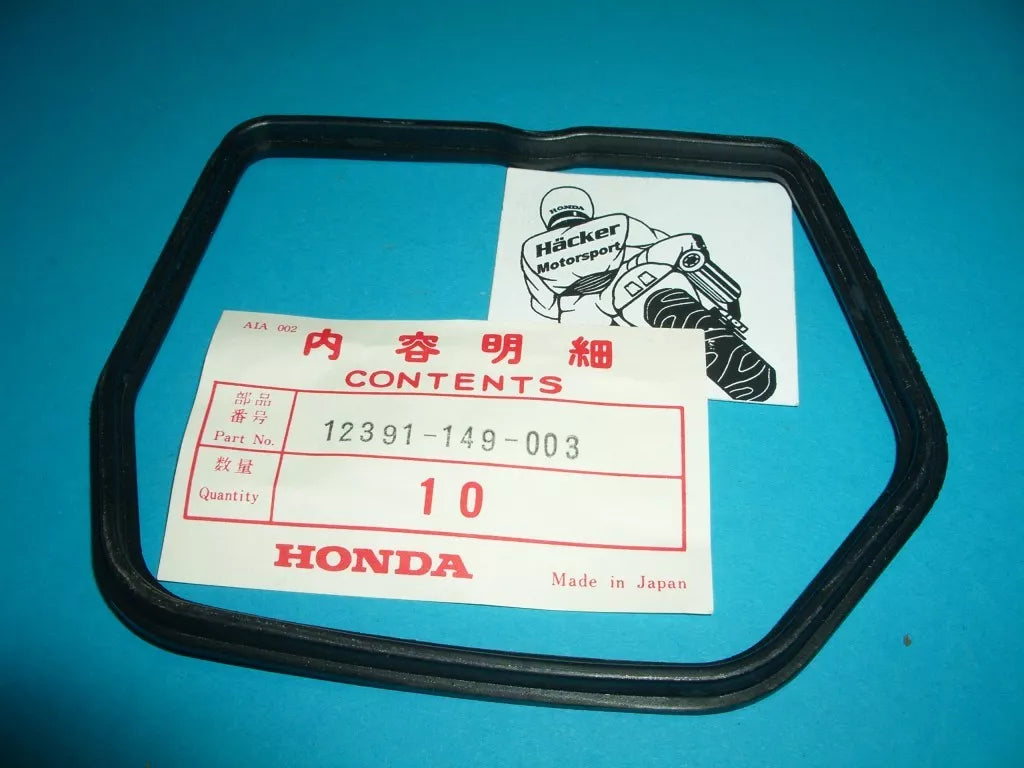 HONDA
Häcker
Motorsport
AIA 002
内容明細
CONTENTS
部品
番号
Part No.
12391-149-003
数量
Quantity
10
HONDA
Made in Japan